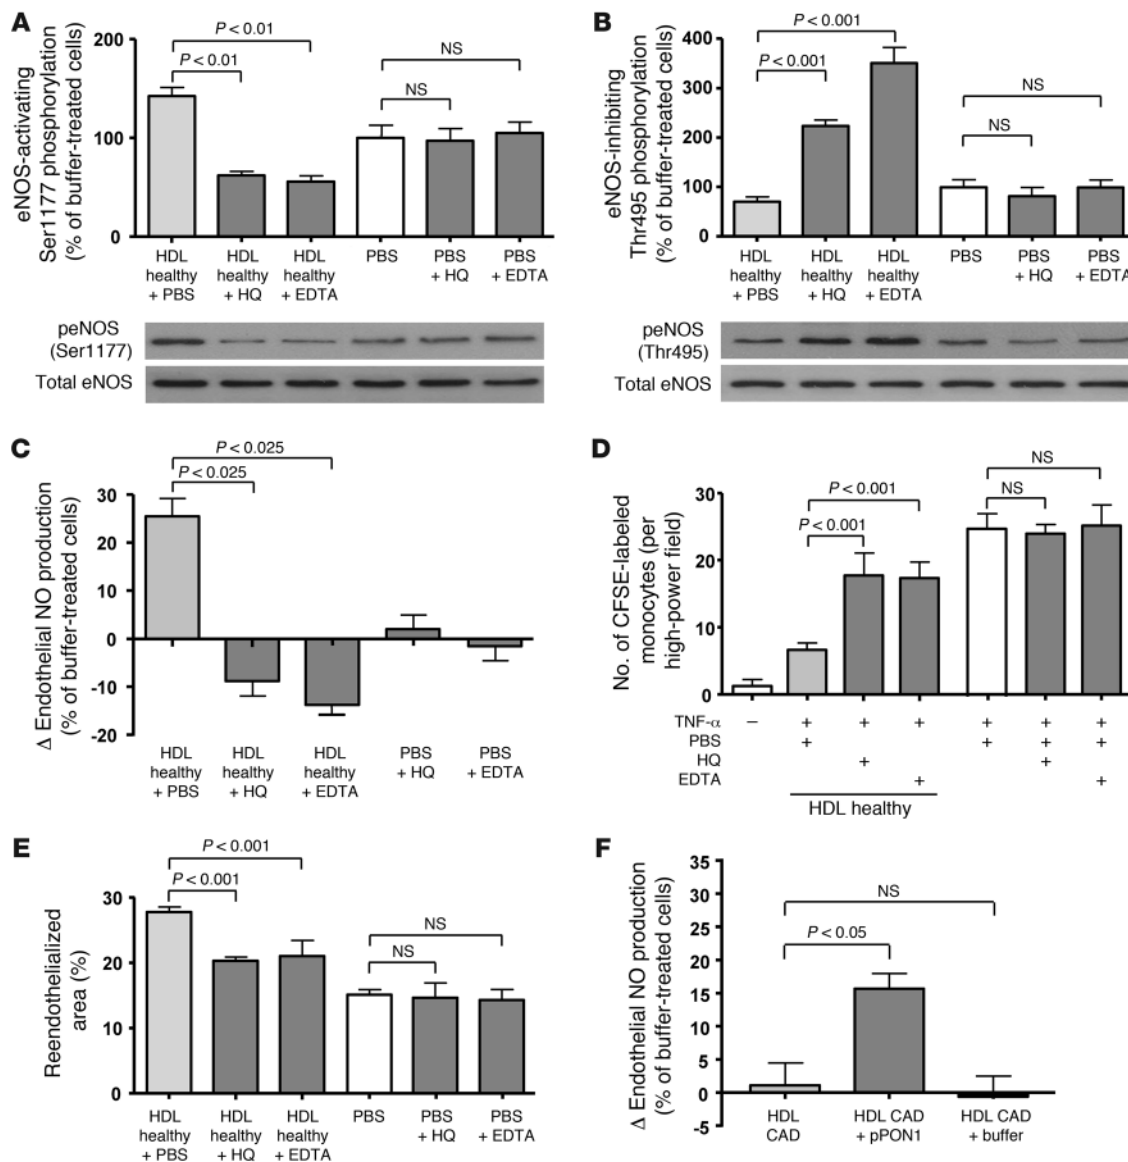 A
eNOS-activating
Ser1177 phosphorylation
(% of buffer-treated cells)
200
100
0
P < 0.01
P < 0.01
NS
NS
HDL healthy + PBS
HDL healthy + HQ
HDL healthy + EDTA
PBS
PBS + HQ
PBS + EDTA
peNOS
(Ser1177)
Total eNOS
B
eNOS-inhibiting
Thr495 phosphorylation
(% of buffer-treated cells)
400
300
200
100
0
P < 0.001
P < 0.001
NS
NS
HDL healthy + PBS
HDL healthy + HQ
HDL healthy + EDTA
PBS
PBS + HQ
PBS + EDTA
peNOS
(Thr495)
Total eNOS
C
Δ Endothelial NO production
(% of buffer-treated cells)
30
20
10
0
-10
-20
P < 0.025
P < 0.025
HDL healthy + PBS
HDL healthy + HQ
HDL healthy + EDTA
PBS + HQ
PBS + EDTA
D
No. of CFSE-labeled
monocytes (per
high-power field)
30
20
10
0
P < 0.001
P < 0.001
NS
NS
TNF-α – + + + + + +
PBS + + + +
HQ + +
EDTA + +
HDL healthy
E
Reendothelialized
area (%)
30
20
10
0
P < 0.001
P < 0.001
NS
NS
HDL healthy + PBS
HDL healthy + HQ
HDL healthy + EDTA
PBS
PBS + HQ
PBS + EDTA
F
Δ Endothelial NO production
(% of buffer-treated cells)
35
30
25
20
15
5
0
-5
NS
P < 0.05
HDL CAD
HDL CAD + pPON1
HDL CAD + buffer